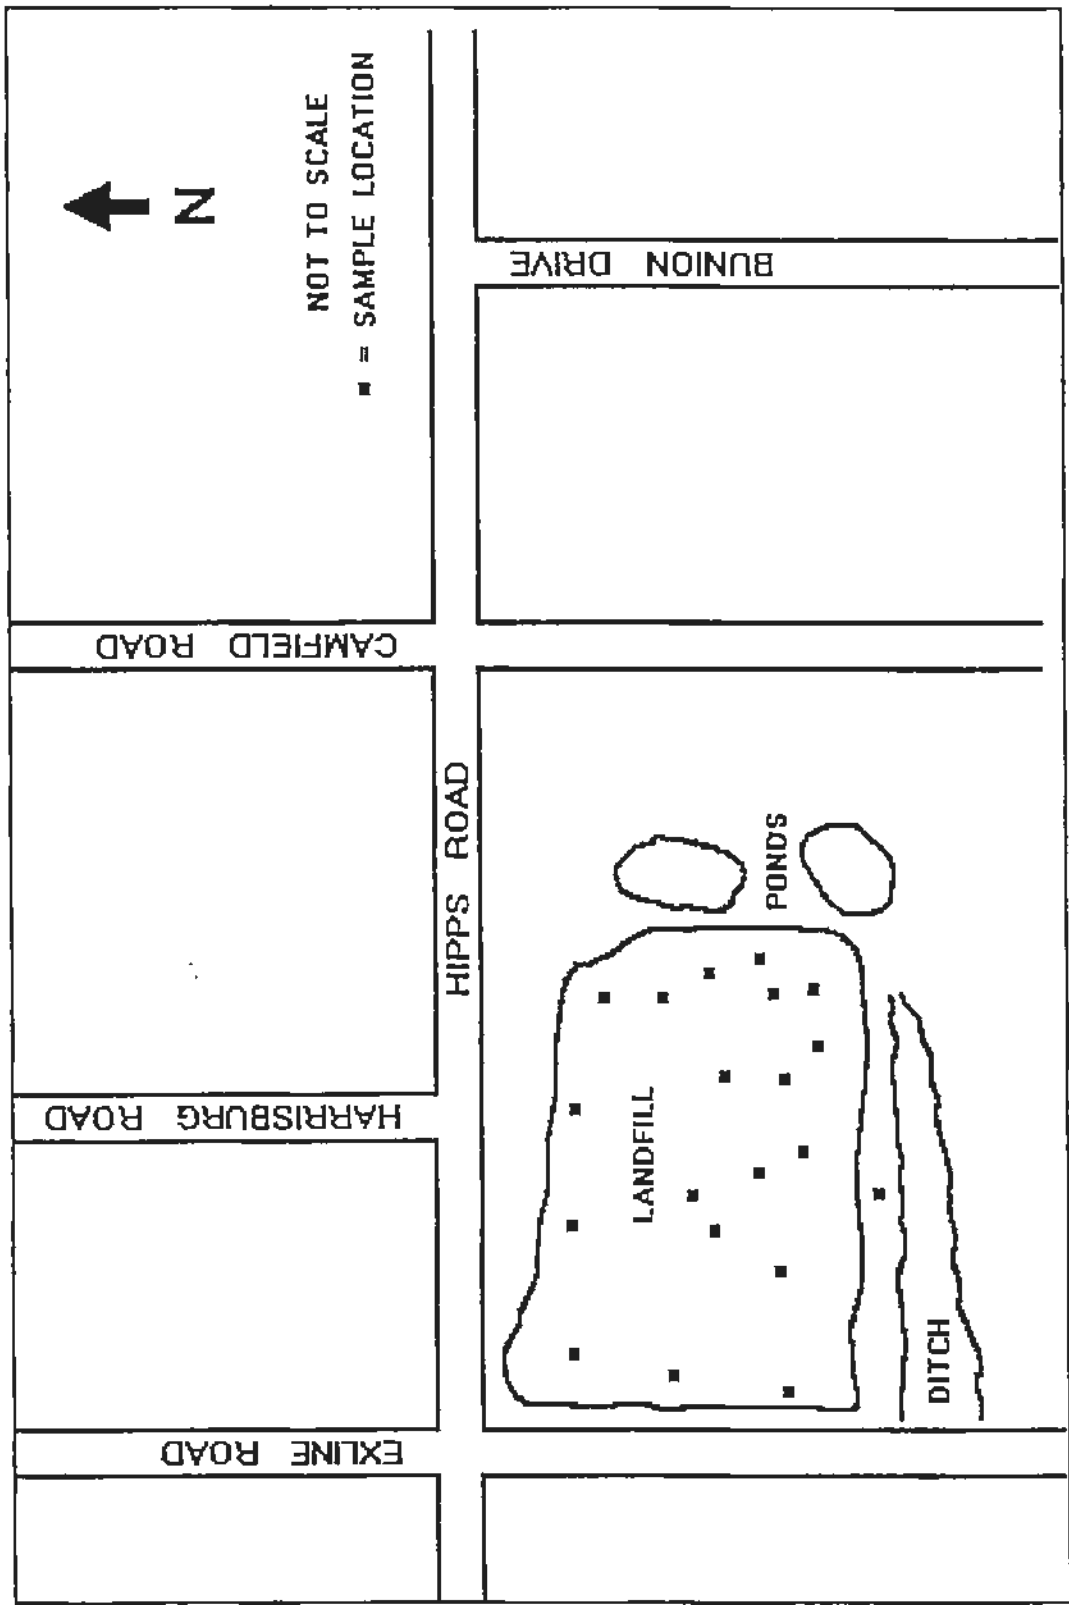 N
NOT TO SCALE
■ = SAMPLE LOCATION
BUNION DRIVE
CAMFIELD ROAD
HIPPS ROAD
PONDS
HARRISBURG ROAD
LANDFILL
DITCH
EXLINE ROAD